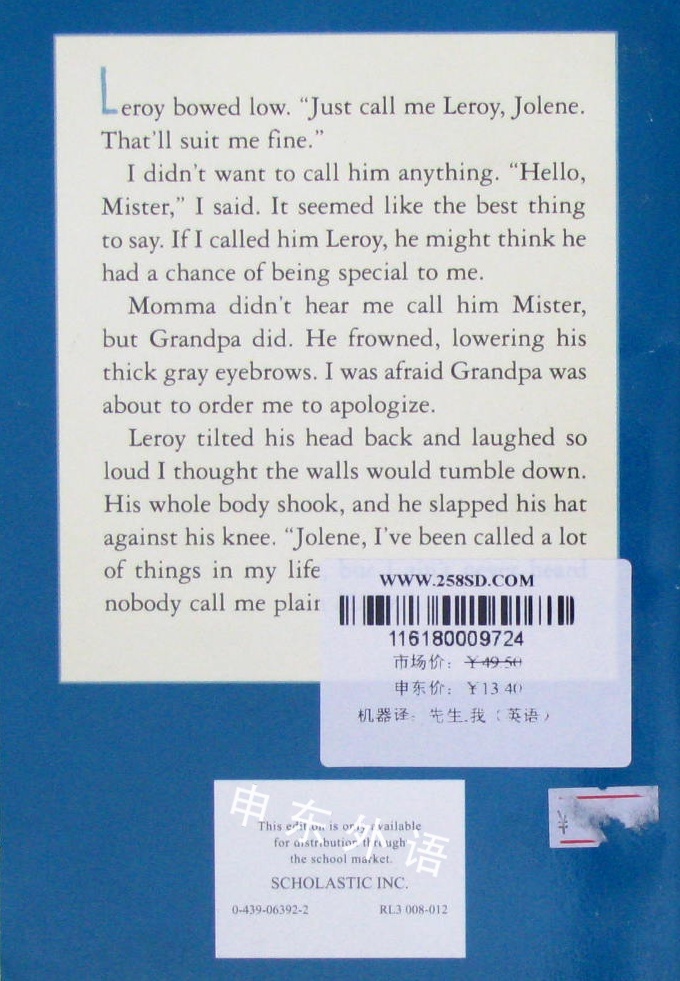 Leroy bowed low. “Just call me Leroy, Jolene.
That’ll suit me fine.”
I didn’t want to call him anything. “Hello,
Mister,” I said. It seemed like the best thing
to say. If I called him Leroy, he might think he
had a chance of being special to me.
Momma didn’t hear me call him Mister,
but Grandpa did. He frowned, lowering his
thick gray eyebrows. I was afraid Grandpa was
about to order me to apologize.
Leroy tilted his head back and laughed so
loud I thought the walls would tumble down.
His whole body shook, and he slapped his hat
against his knee. “Jolene, I’ve been called a lot
of things in my life, but I ain’t never heard
nobody call me plain
WWW.258SD.COM
116180009724
市场价: ¥49.50
申东价: ¥13.40
机器译: 先生.我（英语）
申东外语
This edition is only available
for distribution through
the school market.
SCHOLASTIC INC.
0-439-06392-2 RL3 008-012
¥